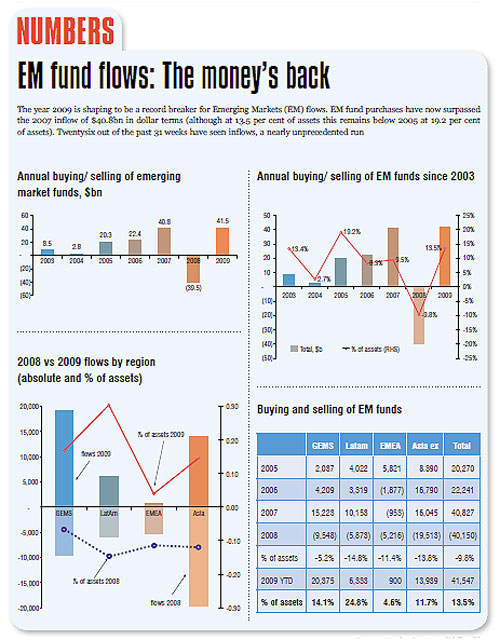 NUMBERS
EM fund flows: The money's back
The year 2009 is shaping to be a record breaker for Emerging Markets (EM) flows. EM fund purchases have now surpassed
the 2007 inflow of $40.8bn in dollar terms (although at 13.5 per cent of assets this remains below 2005 at 19.2 per cent
of assets). Twentysix out of the past 31 weeks have seen inflows, a nearly unprecedented run
Annual buying/ selling of emerging
market funds, $bn
60
40
20
-
(20)
(40)
(60)
8.5
2.8
20.3
22.4
40.8
(39.5)
41.5
2003 2004 2005 2006 2007 2008 2009
Annual buying/ selling of EM funds since 2003
50
40
30
20
10
(10)
(20)
(30)
(40)
(50)
25%
20%
15%
10%
5%
0%
-5%
-10%
-15%
-20%
-25%
13.4%
2.7%
19.2%
9.5%
13.5%
2003 2004 2005 2006 2007 2008 2009
Total, $b
% of assets (RHS)
2008 vs 2009 flows by region
(absolute and % of assets)
20,000
15,000
10,000
5,000
-5,000
-10,000
-15,000
-20,000
0.30
0.20
0.10
0.00
-0.10
-0.20
-0.30
flows 2009
% of assets 2009
GEMS LatAm EMEA Asia
% of assets 2008
flows 2008
Buying and selling of EM funds
GEMS Latam EMEA Asia ex Total
2005 2,037 4,022 5,821 8,390 20,270
2006 4,209 3,319 (1,877) 16,790 22,241
2007 15,223 10,153 (953) 16,045 40,827
2008 (9,548) (5,873) (5,216) (19,513) (40,150)
% of assets -5.2% -14.8% -11.4% -13.8% -9.8%
2009 YTD 20,375 6,333 900 13,939 41,547
% of assets 14.1% 24.8% 4.6% 11.7% 13.5%